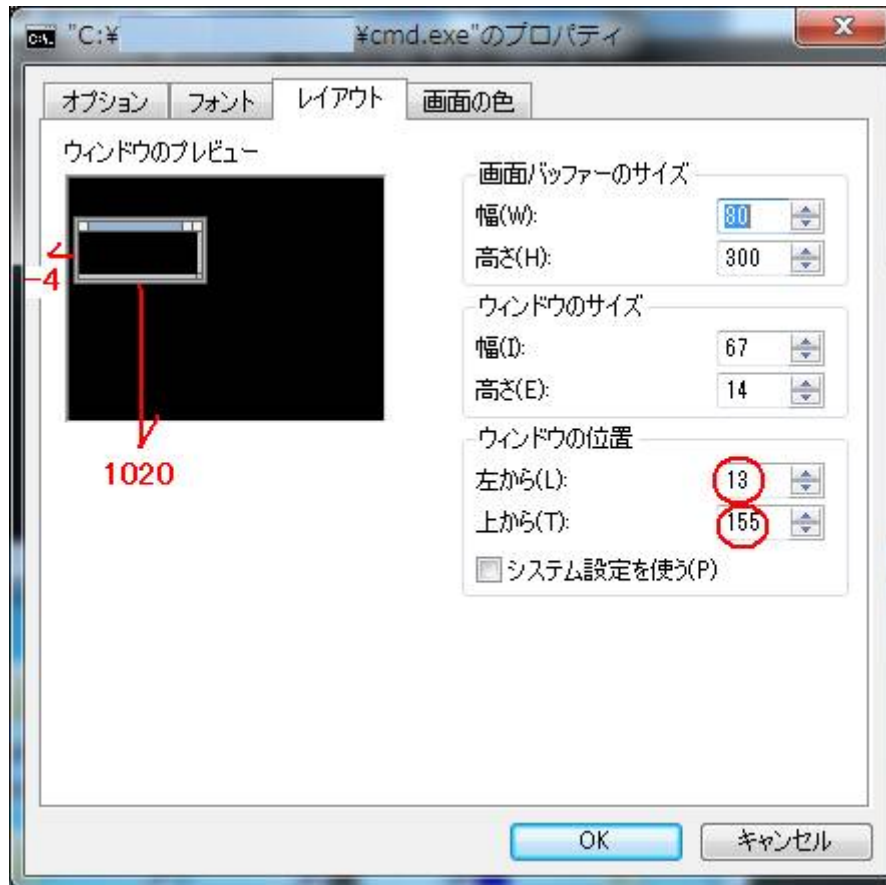 "C:¥ ¥cmd.exe"のプロパティ
オプション フォント レイアウト 画面の色
ウィンドウのプレビュー
-4
1020
画面バッファーのサイズ
幅(W): 80
高さ(H): 300
ウィンドウのサイズ
幅(I): 67
高さ(E): 14
ウィンドウの位置
左から(L): 13
上から(T): 155
システム設定を使う(P)
OK キャンセル